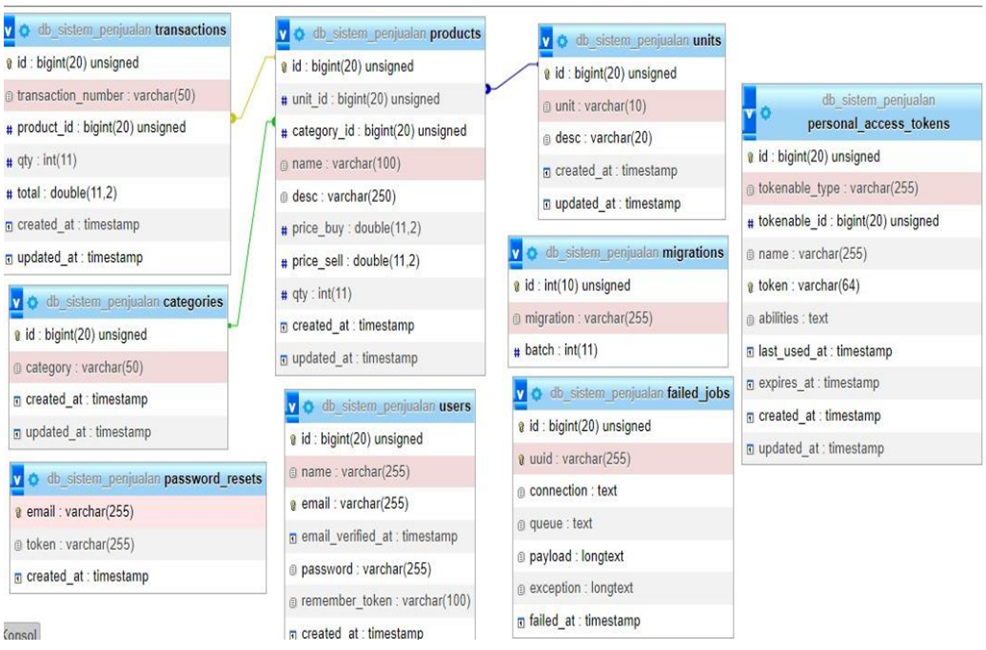 db_sistem_penjualan transactions
id : bigint(20) unsigned
transaction_number : varchar(50)
product_id : bigint(20) unsigned
qty : int(11)
total : double(11,2)
created_at : timestamp
updated_at : timestamp
db_sistem_penjualan categories
id : bigint(20) unsigned
category : varchar(50)
created_at : timestamp
updated_at : timestamp
db_sistem_penjualan password_resets
email : varchar(255)
token : varchar(255)
created_at : timestamp
Konsol
db_sistem_penjualan products
id : bigint(20) unsigned
unit_id : bigint(20) unsigned
category_id : bigint(20) unsigned
name : varchar(100)
desc : varchar(250)
price_buy : double(11,2)
price_sell : double(11,2)
qty : int(11)
created_at : timestamp
updated_at : timestamp
db_sistem_penjualan users
id : bigint(20) unsigned
name : varchar(255)
email : varchar(255)
email_verified_at : timestamp
password : varchar(255)
remember_token : varchar(100)
created_at : timestamp
db_sistem_penjualan units
id : bigint(20) unsigned
unit : varchar(10)
desc : varchar(20)
created_at : timestamp
updated_at : timestamp
db_sistem_penjualan migrations
id : int(10) unsigned
migration : varchar(255)
batch : int(11)
db_sistem_penjualan failed_jobs
id : bigint(20) unsigned
uuid : varchar(255)
connection : text
queue : text
payload : longtext
exception : longtext
failed_at : timestamp
db_sistem_penjualan
personal_access_tokens
id : bigint(20) unsigned
tokenable_type : varchar(255)
tokenable_id : bigint(20) unsigned
name : varchar(255)
token : varchar(64)
abilities : text
last_used_at : timestamp
expires_at : timestamp
created_at : timestamp
updated_at : timestamp